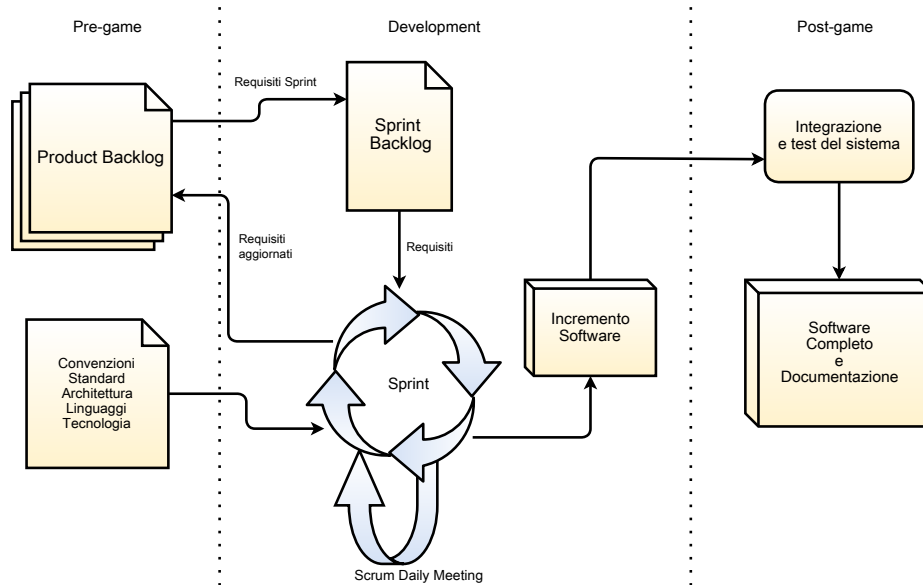 Pre-game
Development
Post-game
Requisiti Sprint
Product Backlog
Sprint
Backlog
Integrazione
e test del sistema
Requisiti
aggiornati
Requisiti
Incremento
Software
Software
Completo
e
Documentazione
Convenzioni
Standard
Architettura
Linguaggi
Tecnologia
Sprint
Scrum Daily Meeting